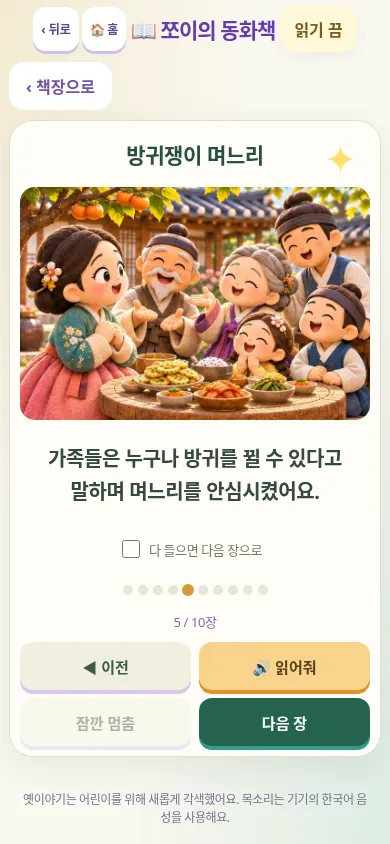 ‹ 뒤로
🏠 홈
📖 쪼이의 동화책
읽기 끔
‹ 책장으로
방귀쟁이 며느리
가족들은 누구나 방귀를 뀔 수 있다고
말하며 며느리를 안심시켰어요.
다 들으면 다음 장으로
5 / 10장
◀ 이전
🔊 읽어줘
잠깐 멈춤
다음 장
옛이야기는 어린이를 위해 새롭게 각색했어요. 목소리는 기기의 한국어 음
성을 사용해요.